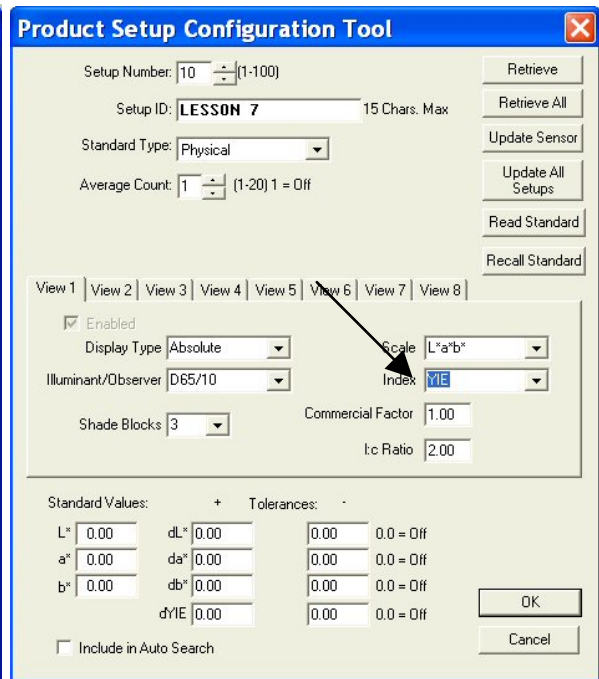 Product Setup Configuration Tool
Setup Number: 10 (1-100)
Retrieve
Setup ID: LESSON 7 15 Chars. Max
Retrieve All
Standard Type: Physical
Update Sensor
Average Count: 1 (1-20) 1 = Off
Update All
Setups
Read Standard
Recall Standard
View 1 View 2 View 3 View 4 View 5 View 6 View 7 View 8
Enabled
Display Type Absolute Scale L*a*b*
Illuminant/Observer D65/10 Index YIE
Shade Blocks 3 Commercial Factor 1.00
l:c Ratio 2.00
Standard Values: + Tolerances: -
L* 0.00 dL* 0.00 0.00 0.0 = Off
a* 0.00 da* 0.00 0.00 0.0 = Off
b* 0.00 db* 0.00 0.00 0.0 = Off
dYIE 0.00 0.00 0.0 = Off
OK
Include in Auto Search
Cancel